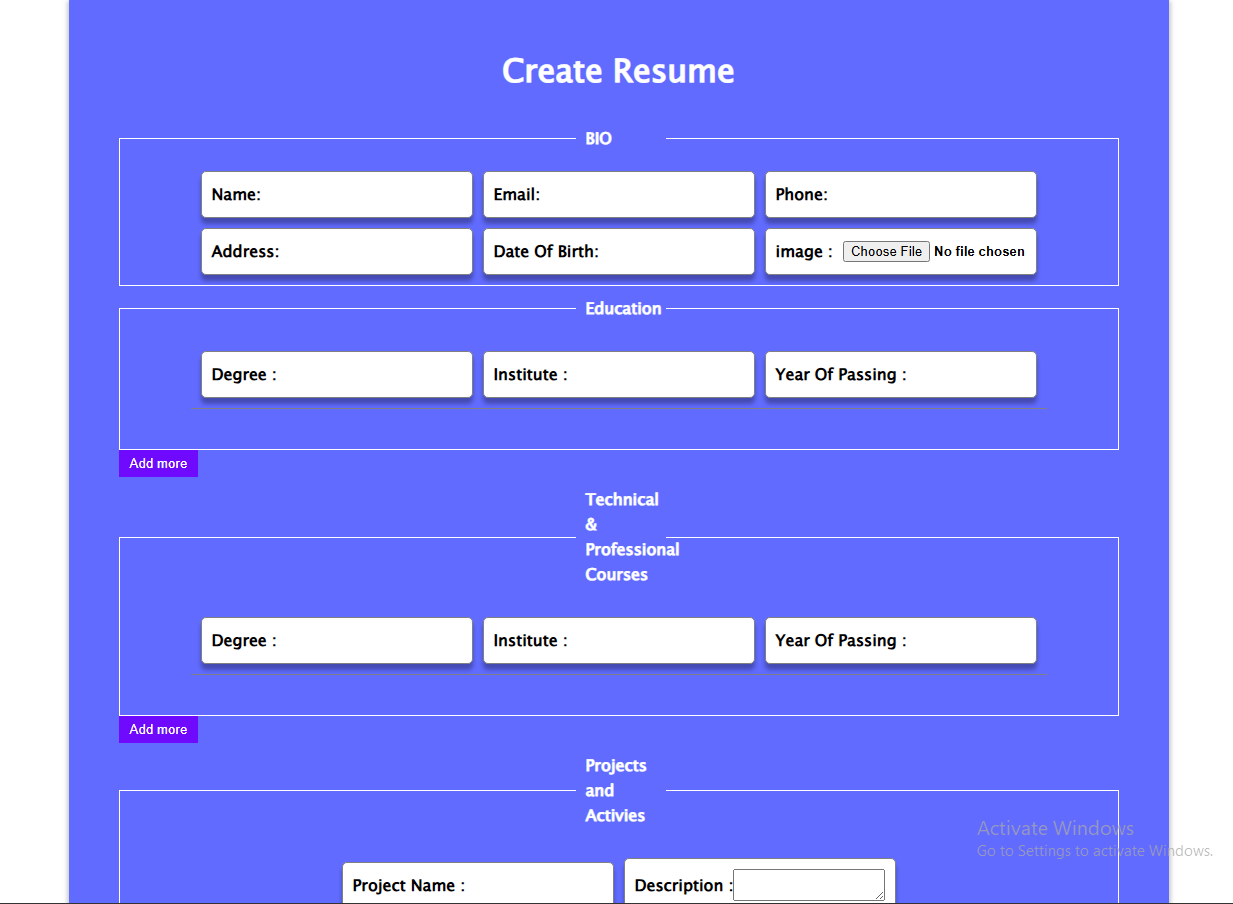 Create Resume
BIO
Name: Email: Phone:
Address: Date Of Birth: image : Choose File No file chosen
Education
Degree : Institute : Year Of Passing :
Add more
Technical
&
Professional
Courses
Degree : Institute : Year Of Passing :
Add more
Projects
and
Activies
Activate Windows
Go to Settings to activate Windows.
Project Name : Description :